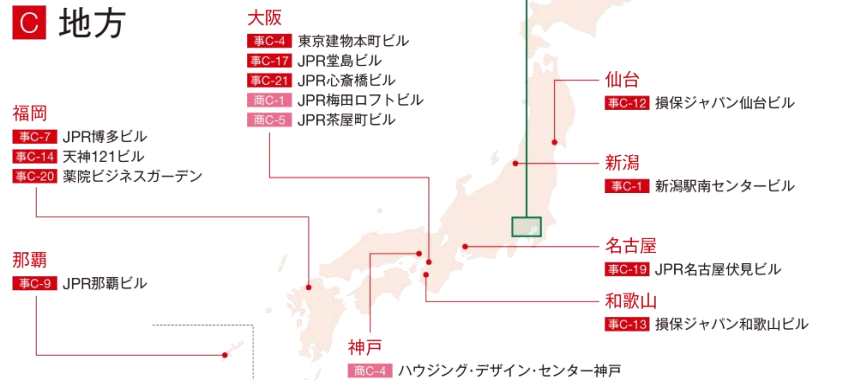 C 地方
大阪
事C-4 東京建物本町ビル
事C-17 JPR堂島ビル
事C-21 JPR心斎橋ビル
商C-1 JPR梅田ロフトビル
商C-5 JPR茶屋町ビル
福岡
事C-7 JPR博多ビル
事C-14 天神121ビル
事C-20 薬院ビジネスガーデン
那覇
事C-9 JPR那覇ビル
神戸
商C-4 ハウジング・デザイン・センター神戸
仙台
事C-12 損保ジャパン仙台ビル
新潟
事C-1 新潟駅南センタービル
名古屋
事C-19 JPR名古屋伏見ビル
和歌山
事C-13 損保ジャパン和歌山ビル